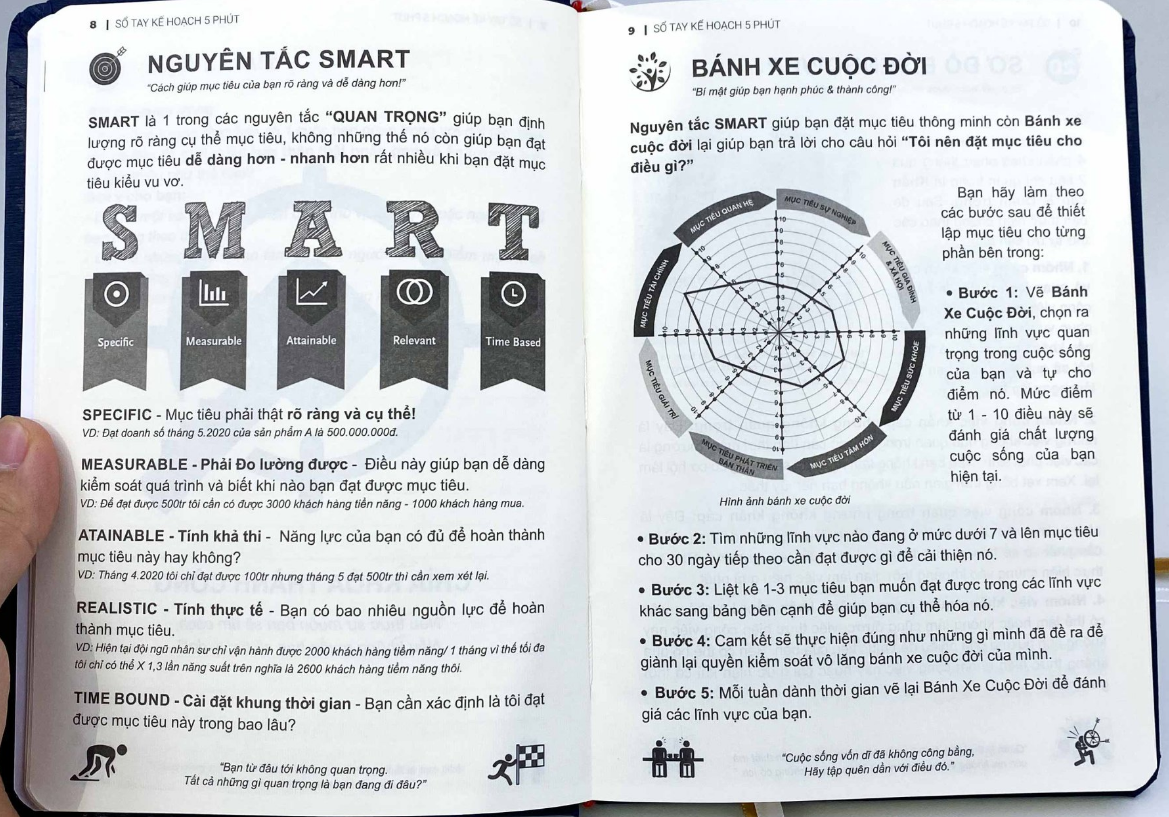 8 | SỔ TAY KẾ HOẠCH 5 PHÚT
NGUYÊN TẮC SMART
"Cách giúp mục tiêu của bạn rõ ràng và dễ dàng hơn!"
SMART là 1 trong các nguyên tắc "QUAN TRỌNG" giúp bạn định
lượng rõ ràng cụ thể mục tiêu, không những thế nó còn giúp bạn đạt
được mục tiêu dễ dàng hơn - nhanh hơn rất nhiều khi bạn đặt mục
tiêu kiểu vu vơ.
SMART
Specific
Measurable
Attainable
Relevant
Time Based
SPECIFIC - Mục tiêu phải thật rõ ràng và cụ thể!
VD: Đạt doanh số tháng 5.2020 của sản phẩm A là 500.000.000đ.
MEASURABLE - Phải Đo lường được - Điều này giúp bạn dễ dàng
kiểm soát quá trình và biết khi nào bạn đạt được mục tiêu.
VD: Để đạt được 500tr tôi cần có được 3000 khách hàng tiền năng - 1000 khách hàng mua.
ATAINABLE - Tính khả thi - Năng lực của bạn có đủ để hoàn thành
mục tiêu này hay không?
VD: Tháng 4.2020 tôi chỉ đạt được 100tr nhưng tháng 5 đạt 500tr thì cần xem xét lại.
REALISTIC - Tính thực tế - Bạn có bao nhiêu nguồn lực để hoàn
thành mục tiêu.
VD: Hiện tại đội ngũ nhân sư chỉ vận hành được 2000 khách hàng tiềm năng/ 1 tháng vì thế tối đa
tôi chỉ có thể X 1,3 lần năng suất trên nghĩa là 2600 khách hàng tiềm năng thôi.
TIME BOUND - Cài đặt khung thời gian - Bạn cần xác định là tôi đạt
được mục tiêu này trong bao lâu?
"Bạn từ đâu tới không quan trọng.
Tất cả những gì quan trọng là bạn đang đi đâu?"
9 | SỔ TAY KẾ HOẠCH 5 PHÚT
BÁNH XE CUỘC ĐỜI
"Bí mật giúp bạn hạnh phúc & thành công!"
Nguyên tắc SMART giúp bạn đặt mục tiêu thông minh còn Bánh xe
cuộc đời lại giúp bạn trả lời cho câu hỏi "Tôi nên đặt mục tiêu cho
điều gì?"
MỤC TIÊU QUAN HỆ
MỤC TIÊU SỰ NGHIỆP
MỤC TIÊU GIA ĐÌNH
& XÃ HỘI
MỤC TIÊU SỨC KHỎE
MỤC TIÊU TÂM HỒN
MỤC TIÊU PHÁT TRIỂN
BẢN THÂN
MỤC TIÊU GIẢI TRÍ
MỤC TIÊU TÀI CHÍNH
Hình ảnh bánh xe cuộc đời
Bạn hãy làm theo
các bước sau để thiết
lập mục tiêu cho từng
phần bên trong:
• Bước 1: Vẽ Bánh
Xe Cuộc Đời, chọn ra
những lĩnh vực quan
trọng trong cuộc sống
của bạn và tự cho
điểm nó. Mức điểm
từ 1 - 10 điều này sẽ
đánh giá chất lượng
cuộc sống của bạn
hiện tại.
• Bước 2: Tìm những lĩnh vực nào đang ở mức dưới 7 và lên mục tiêu
cho 30 ngày tiếp theo cần đạt được gì để cải thiện nó.
• Bước 3: Liệt kê 1-3 mục tiêu bạn muốn đạt được trong các lĩnh vực
khác sang bảng bên cạnh để giúp bạn cụ thể hóa nó.
• Bước 4: Cam kết sẽ thực hiện đúng như những gì mình đã đề ra để
giành lại quyền kiểm soát vô lăng bánh xe cuộc đời của mình.
• Bước 5: Mỗi tuần dành thời gian vẽ lại Bánh Xe Cuộc Đời để đánh
giá các lĩnh vực của bạn.
"Cuộc sống vốn dĩ đã không công bằng,
Hãy tập quên dần với điều đó."